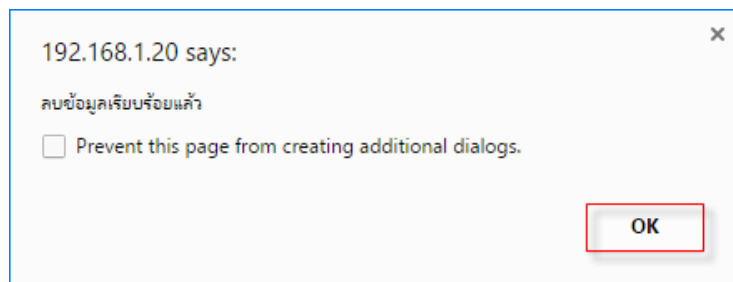 192.168.1.20 says:
ลบข้อมูลเรียบร้อยแล้ว
Prevent this page from creating additional dialogs.
OK